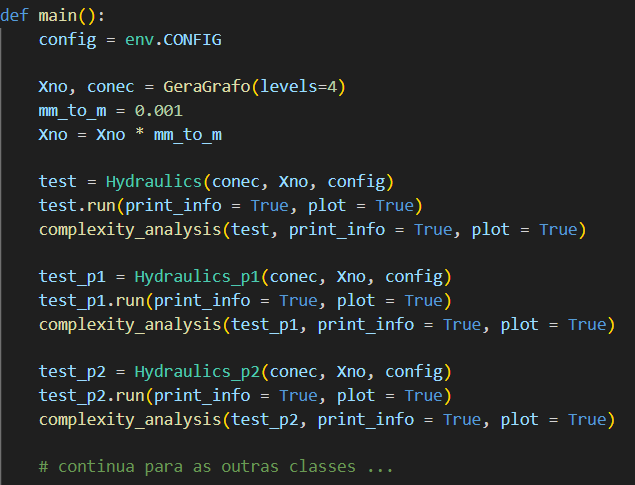 def main():
    config = env.CONFIG
    Xno, conec = GeraGrafo(levels=4)
    mm_to_m = 0.001
    Xno = Xno * mm_to_m
    test = Hydraulics(conec, Xno, config)
    test.run(print_info = True, plot = True)
    complexity_analysis(test, print_info = True, plot = True)
    test_p1 = Hydraulics_p1(conec, Xno, config)
    test_p1.run(print_info = True, plot = True)
    complexity_analysis(test_p1, print_info = True, plot = True)
    test_p2 = Hydraulics_p2(conec, Xno, config)
    test_p2.run(print_info = True, plot = True)
    complexity_analysis(test_p2, print_info = True, plot = True)
    # continua para as outras classes ...